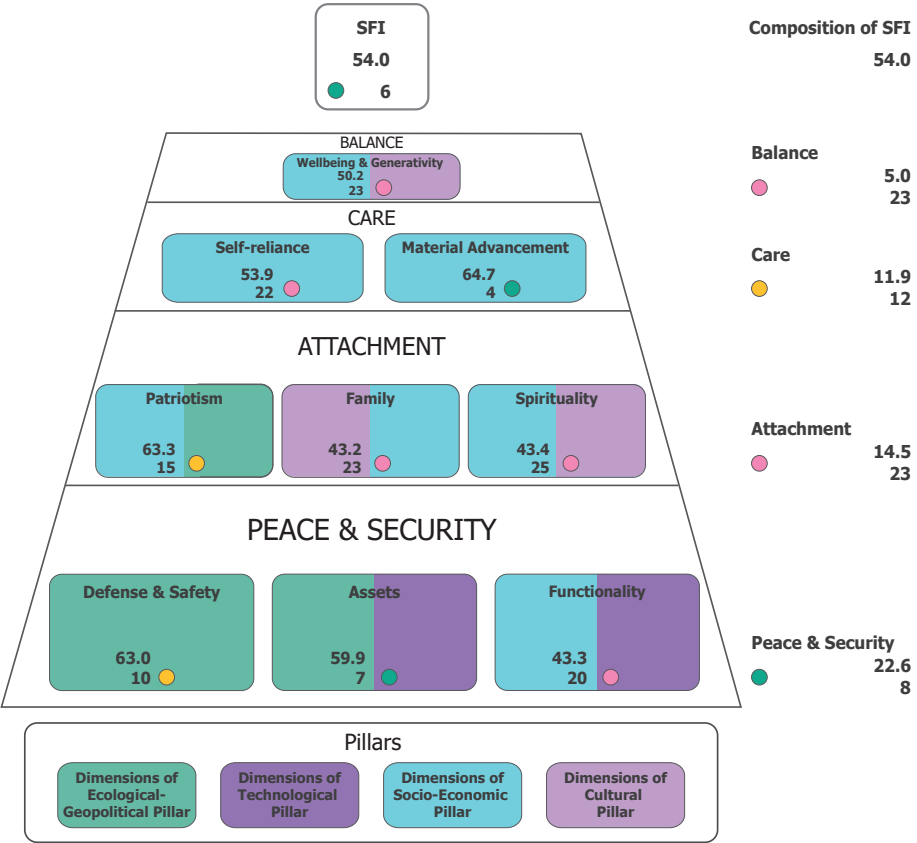 SFI
54.0
6
Composition of SFI
54.0
BALANCE
Wellbeing & Generativity
50.2
23
Balance
5.0
23
CARE
Self-reliance
53.9
22
Material Advancement
64.7
4
Care
11.9
12
ATTACHMENT
Patriotism
63.3
15
Family
43.2
23
Spirituality
43.4
25
Attachment
14.5
23
PEACE & SECURITY
Defense & Safety
63.0
10
Assets
59.9
7
Functionality
43.3
20
Peace & Security
22.6
8
Pillars
Dimensions of
Ecological-
Geopolitical Pillar
Dimensions of
Technological
Pillar
Dimensions of
Socio-Economic
Pillar
Dimensions of
Cultural
Pillar